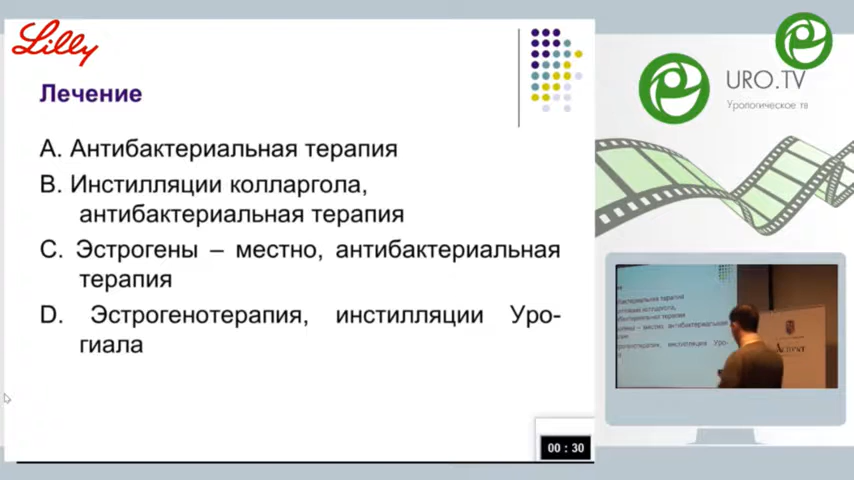 Lilly
Лечение
A. Антибактериальная терапия
B. Инстилляции колларгола,
антибактериальная терапия
C. Эстрогены – местно, антибактериальная
терапия
D. Эстрогенотерапия, инстилляции Уро-
гиала
00 : 30
URO.TV
Урологическое тв